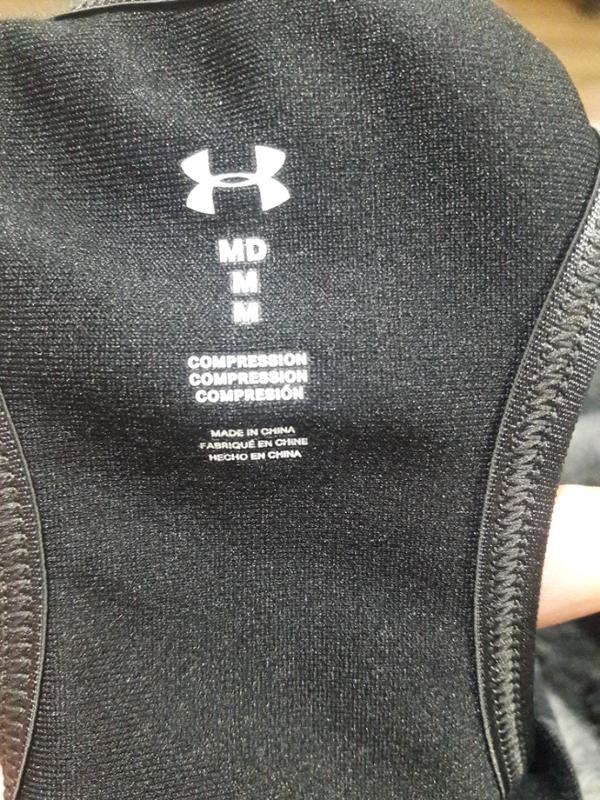 MD
M
M
COMPRESSION
COMPRESSION
COMPRESIÓN
MADE IN CHINA
FABRIQUÉ EN CHINE
HECHO EN CHINA